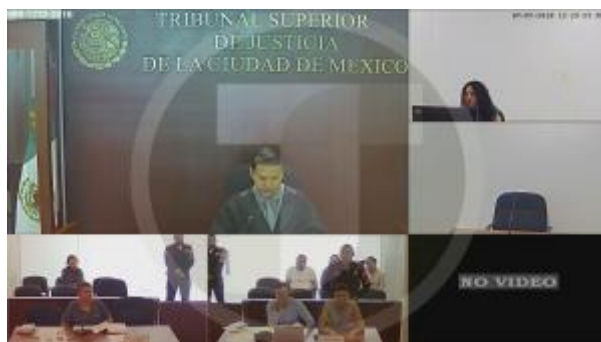 TRIBUNAL SUPERIOR
DE JUSTICIA
DE LA CIUDAD DE MEXICO
NO VIDEO